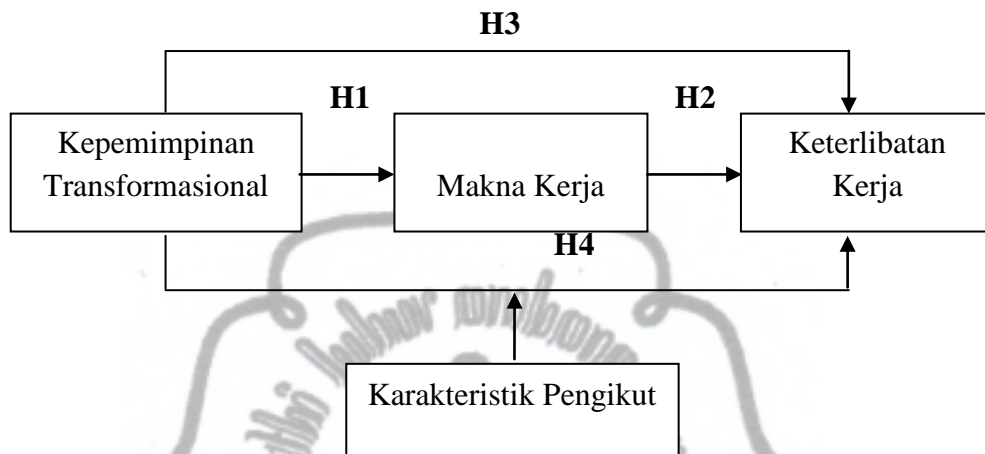 H3
H1
H2
Kepemimpinan
Transformasional
Makna Kerja
Keterlibatan
Kerja
H4
Karakteristik Pengikut